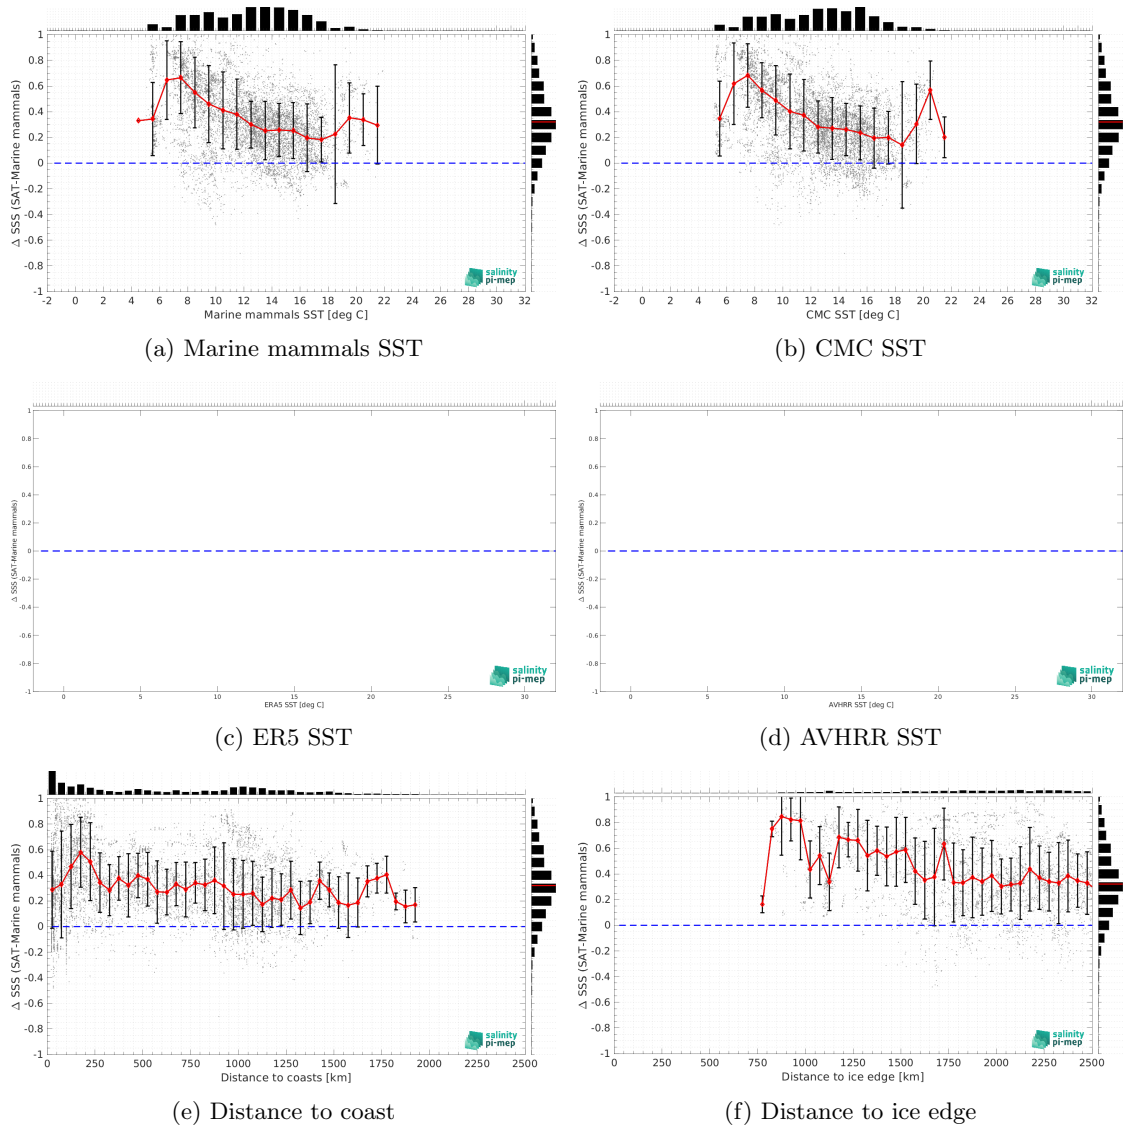 1
0.8
0.6
0.4
0.2
0
-0.2
-0.4
-0.6
-0.8
-1
Δ SSS (SAT-Marine mammals)
-2 0 2 4 6 8 10 12 14 16 18 20 22 24 26 28 30 32
Marine mammals SST [deg C]
salinity
pi-mep
(a) Marine mammals SST
1
0.8
0.6
0.4
0.2
0
-0.2
-0.4
-0.6
-0.8
-1
Δ SSS (SAT-Marine mammals)
-2 0 2 4 6 8 10 12 14 16 18 20 22 24 26 28 30 32
CMC SST [deg C]
salinity
pi-mep
(b) CMC SST
1
0.8
0.6
0.4
0.2
0
-0.2
-0.4
-0.6
-0.8
-1
Δ SSS (SAT-Marine mammals)
0 5 10 15 20 25 30
ERA5 SST [deg C]
salinity
pi-mep
(c) ER5 SST
1
0.8
0.6
0.4
0.2
0
-0.2
-0.4
-0.6
-0.8
-1
Δ SSS (SAT-Marine mammals)
0 5 10 15 20 25 30
AVHRR SST [deg C]
salinity
pi-mep
(d) AVHRR SST
1
0.8
0.6
0.4
0.2
0
-0.2
-0.4
-0.6
-0.8
-1
Δ SSS (SAT-Marine mammals)
0 250 500 750 1000 1250 1500 1750 2000 2250 2500
Distance to coasts [km]
salinity
pi-mep
(e) Distance to coast
1
0.8
0.6
0.4
0.2
0
-0.2
-0.4
-0.6
-0.8
-1
Δ SSS (SAT-Marine mammals)
0 250 500 750 1000 1250 1500 1750 2000 2250 2500
Distance to ice edge [km]
salinity
pi-mep
(f) Distance to ice edge